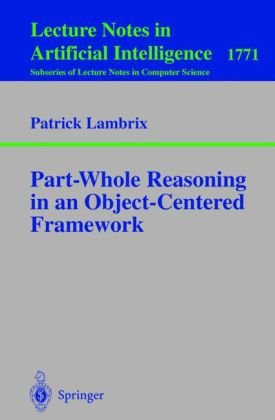 Lecture Notes in
Artificial Intelligence 1771
Subseries of Lecture Notes in Computer Science
Patrick Lambrix
Part-Whole Reasoning
in an Object-Centered
Framework
Springer